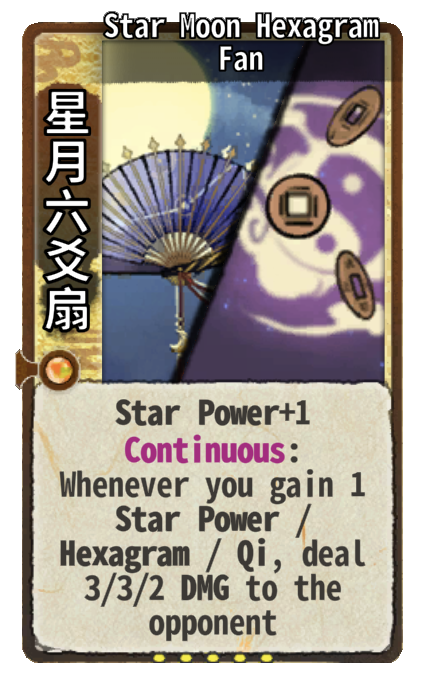 Star Moon Hexagram
Fan
星月六爻扇
Star Power+1
Continuous:
Whenever you gain 1
Star Power /
Hexagram / Qi, deal
3/3/2 DMG to the
opponent